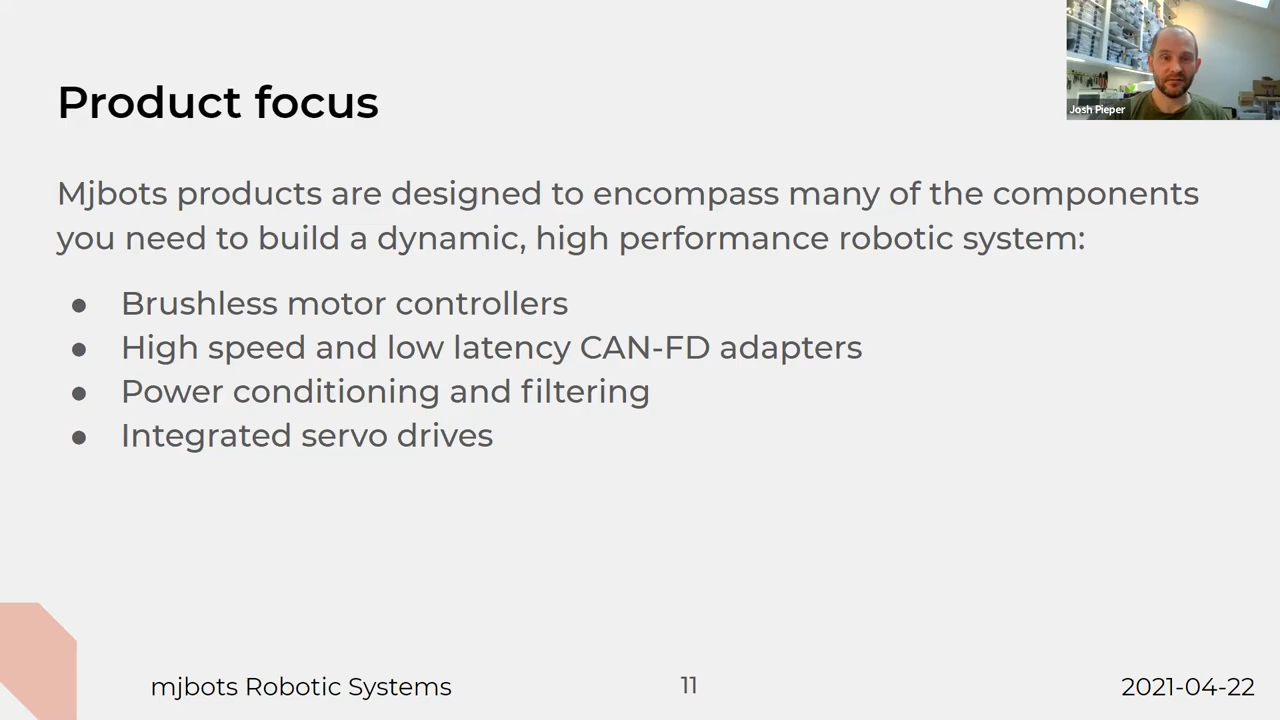 Product focus
Josh Pieper
Mjbots products are designed to encompass many of the components
you need to build a dynamic, high performance robotic system:
● Brushless motor controllers
● High speed and low latency CAN-FD adapters
● Power conditioning and filtering
● Integrated servo drives
mjbots Robotic Systems
11
2021-04-22